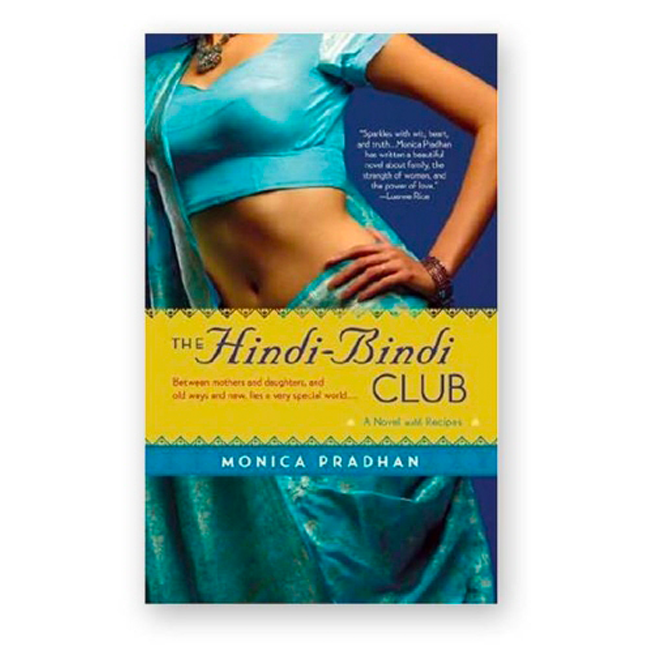 "Sparkles with wit, heart,
and truth...Monica Pradhan
has written a beautiful
novel about family, the
strength of women, and
the power of love."
—Luanne Rice
THE Hindi-Bindi
CLUB
Between mothers and daughters, and
old ways and new, lies a very special world....
A Novel with Recipes
MONICA PRADHAN